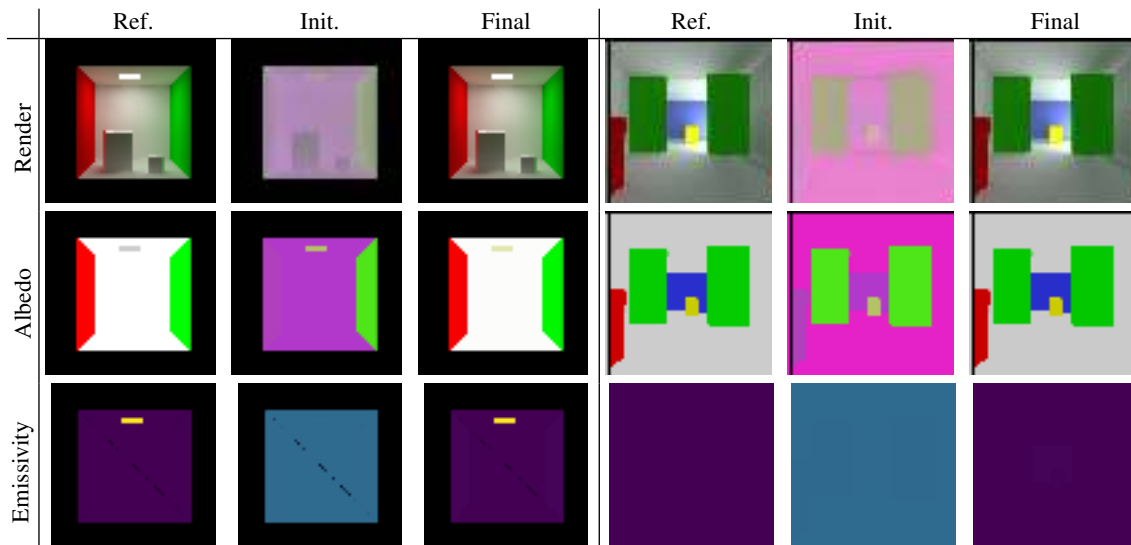 Ref. Init. Final Ref. Init. Final
Render
Albedo
Emissivity